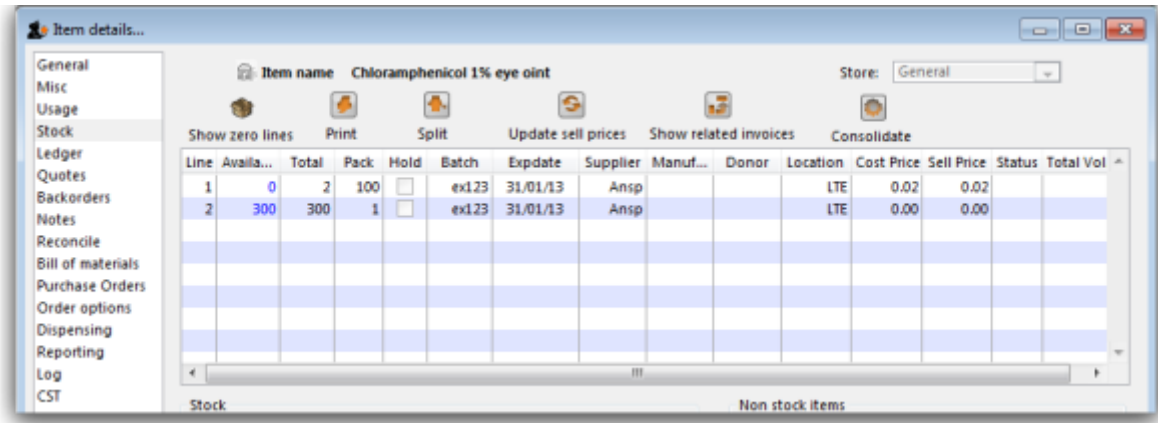 Item details...
General
Misc
Usage
Stock
Ledger
Quotes
Backorders
Notes
Reconcile
Bill of materials
Purchase Orders
Order options
Dispensing
Reporting
Log
CST
Item name Chloramphenicol 1% eye oint
Store: General
Show zero lines Print Split Update sell prices Show related invoices Consolidate
Line Availa... Total Pack Hold Batch Expdate Supplier Manuf... Donor Location Cost Price Sell Price Status Total Vol
1 0 2 100 ex123 31/01/13 Ansp LTE 0.02 0.02
2 300 300 1 ex123 31/01/13 Ansp LTE 0.00 0.00
Stock Non stock items